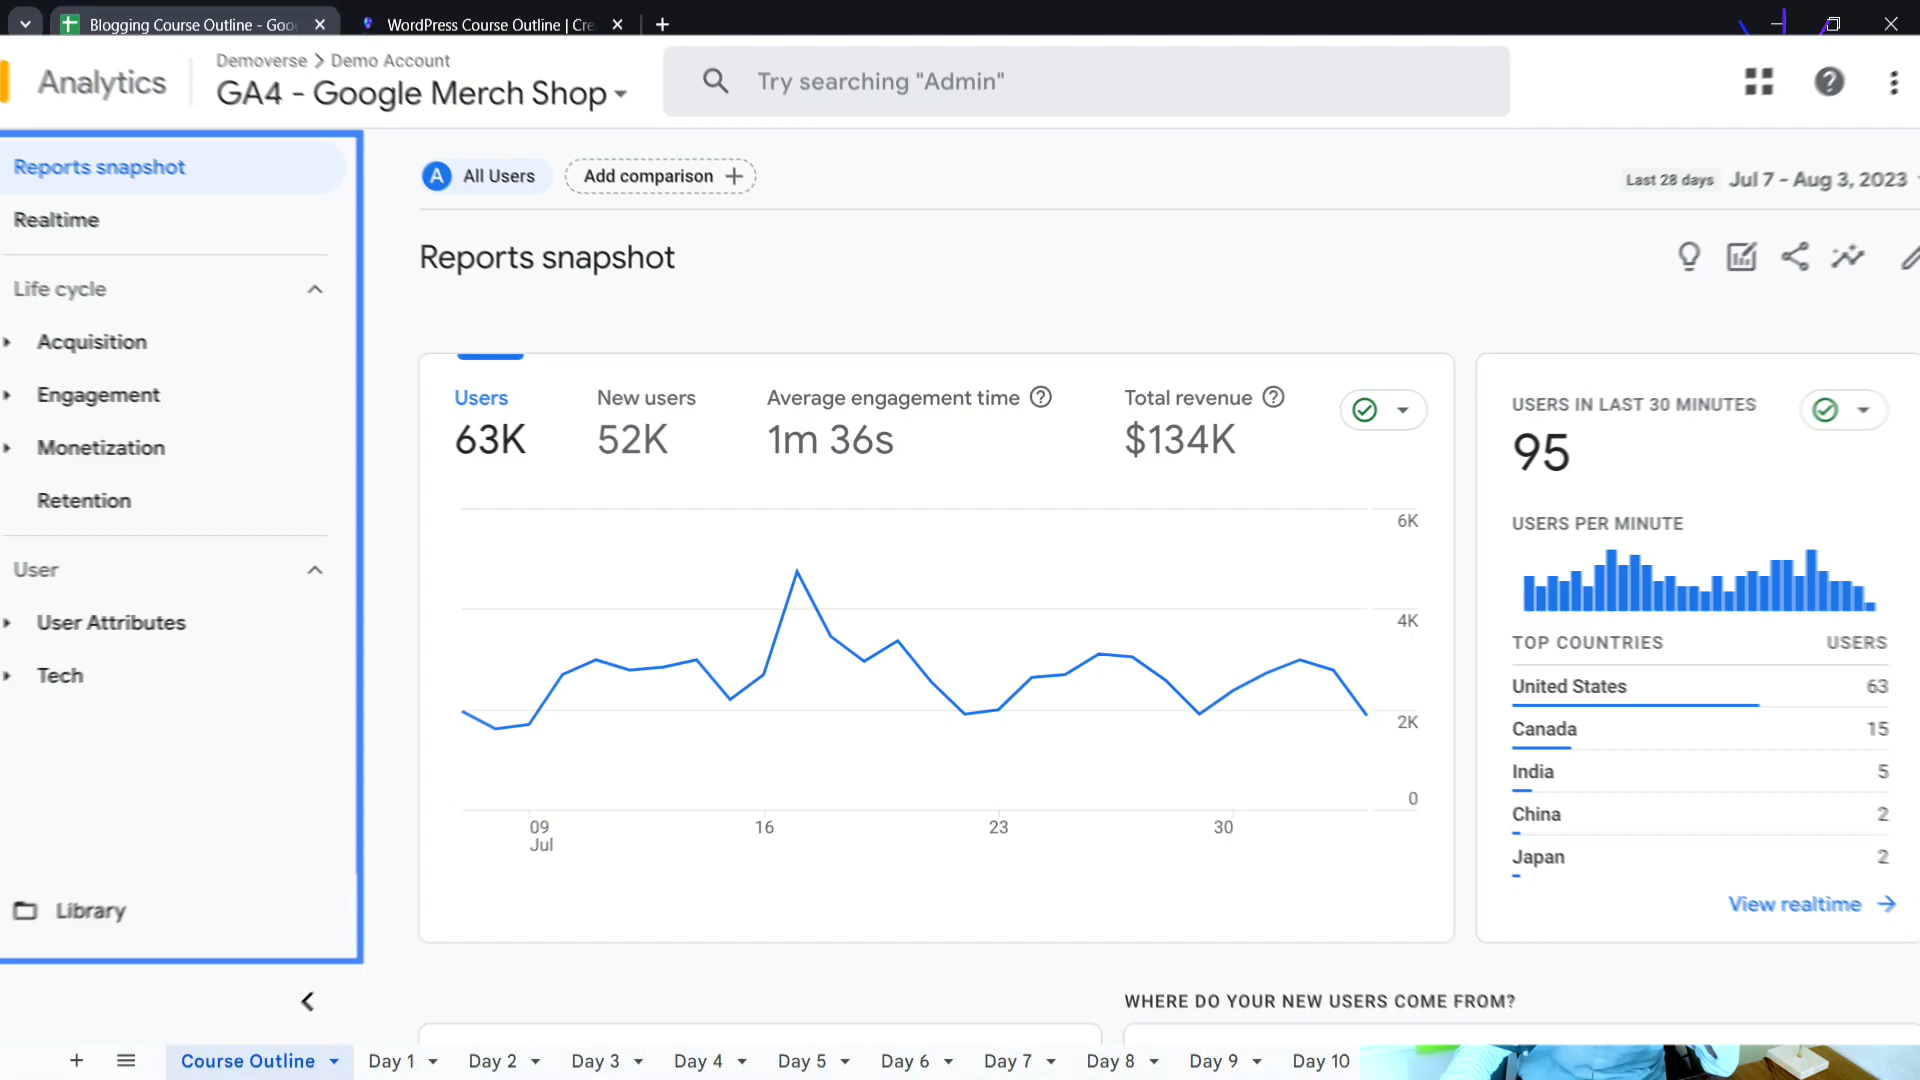 Blogging Course Outline - Goo
WordPress Course Outline | Cre
Analytics
Demoverse > Demo Account
GA4 - Google Merch Shop
Try searching "Admin"
Reports snapshot
Realtime
Life cycle
Acquisition
Engagement
Monetization
Retention
User
User Attributes
Tech
Library
A All Users
Add comparison +
Last 28 days Jul 7 - Aug 3, 2023
Reports snapshot
Users
63K
New users
52K
Average engagement time
1m 36s
Total revenue
$134K
6K
4K
2K
0
09
Jul
16
23
30
USERS IN LAST 30 MINUTES
95
USERS PER MINUTE
TOP COUNTRIES USERS
United States 63
Canada 15
India 5
China 2
Japan 2
View realtime
WHERE DO YOUR NEW USERS COME FROM?
Course Outline Day 1 Day 2 Day 3 Day 4 Day 5 Day 6 Day 7 Day 8 Day 9 Day 10